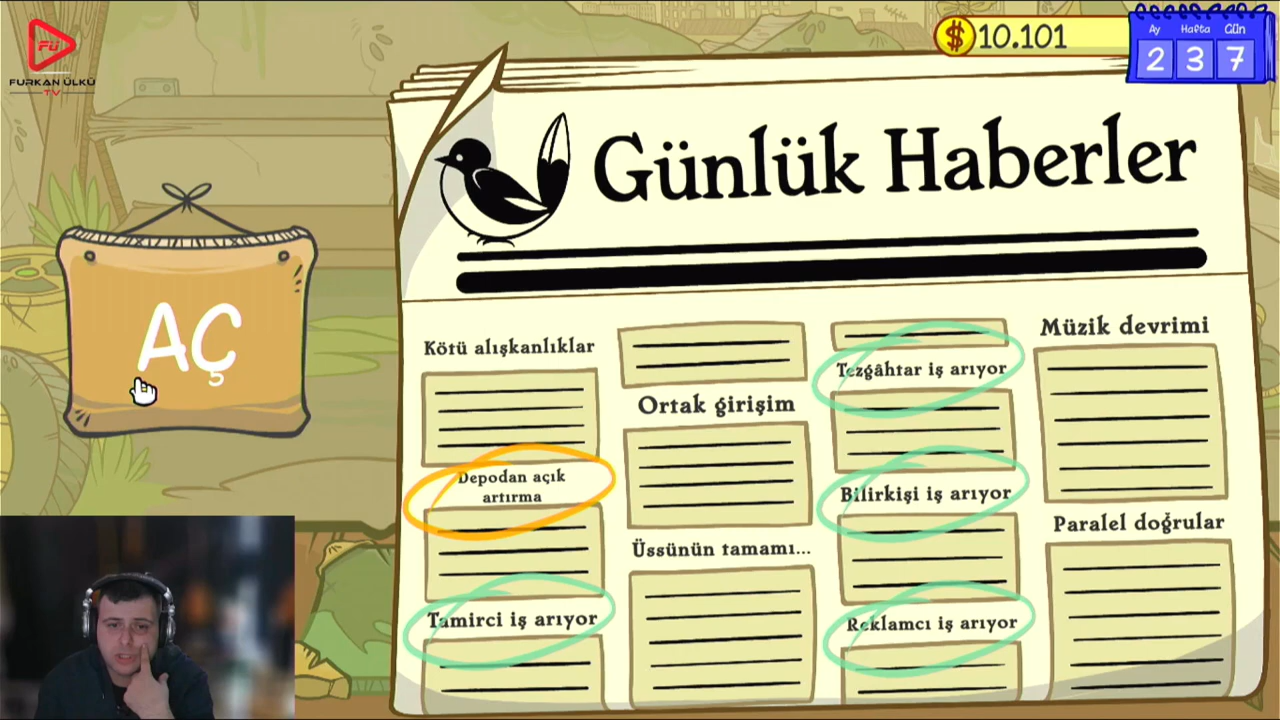 FU
FURKAN ÜLKÜ
TV
$10.101
Ay
Hafta
Gün
2
3
7
Günlük Haberler
AÇ
Kötü alışkanlıklar
Depodan açık
artırma
Tamirci iş arıyor
Ortak girişim
Üssünün tamamı...
Tezgâhtar iş arıyor
Bilirkişi iş arıyor
Reklamcı iş arıyor
Müzik devrimi
Paralel doğrular